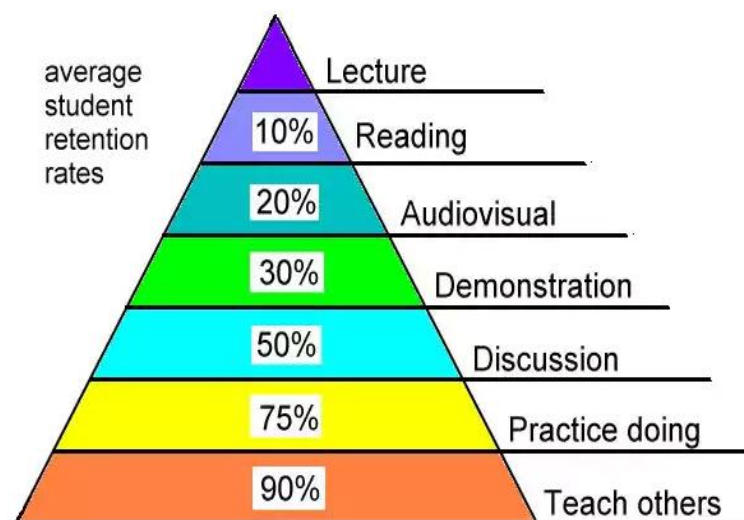 average
student
retention
rates
Lecture
10% Reading
20% Audiovisual
30% Demonstration
50% Discussion
75% Practice doing
90% Teach others